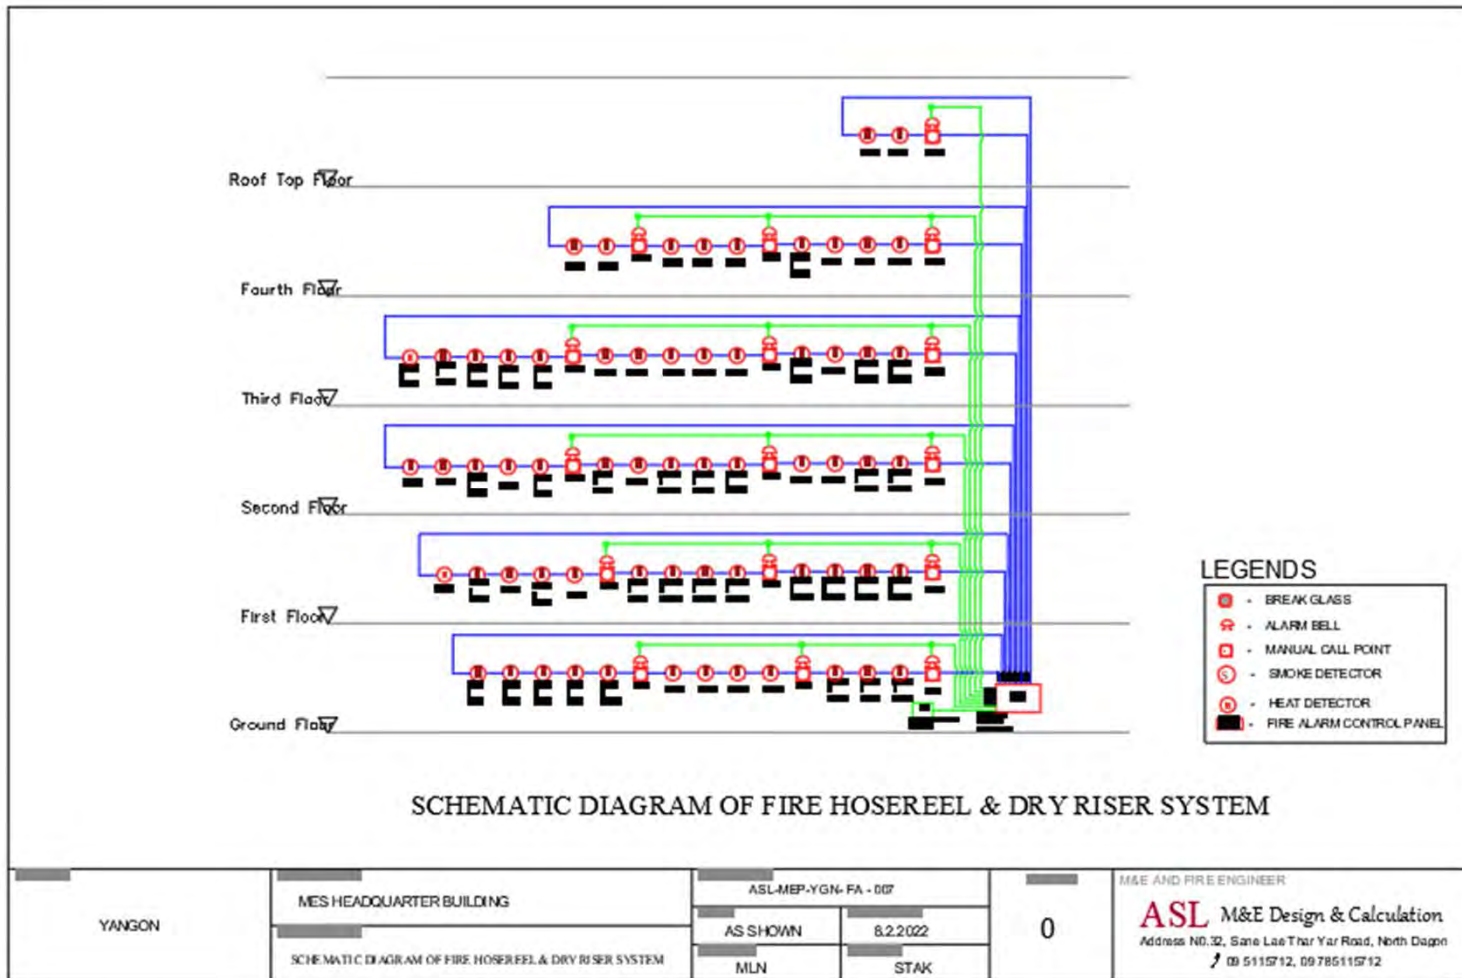 Roof Top Floor
Fourth Floor
Third Floor
Second Floor
First Floor
Ground Floor
LEGENDS
- BREAK GLASS
- ALARM BELL
- MANUAL CALL POINT
S - SMOKE DETECTOR
- HEAT DETECTOR
- FIRE ALARM CONTROL PANEL
SCHEMATIC DIAGRAM OF FIRE HOSEREEL & DRY RISER SYSTEM
YANGON
MES HEADQUARTER BUILDING
SCHEMATIC DIAGRAM OF FIRE HOSEREEL & DRY RISER SYSTEM
ASL-MEP-YGN- FA - 007
AS SHOWN
8.2.2022
MLN
STAK
0
M&E AND FIRE ENGINEER
ASL M&E Design & Calculation
Address N0.32, Sane Lae Thar Yar Road, North Dagon
09 5115712, 09 785115712